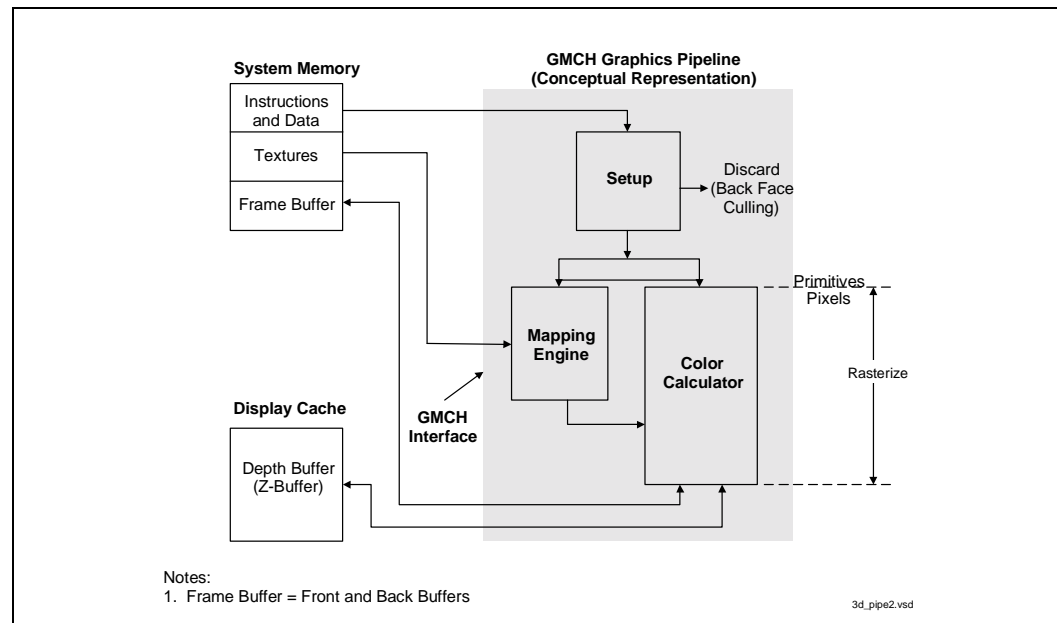 GMCH Graphics Pipeline
(Conceptual Representation)
System Memory
Instructions
and Data
Textures
Frame Buffer
Setup
Discard
(Back Face
Culling)
Primitives
Pixels
Mapping
Engine
Color
Calculator
Rasterize
GMCH
Interface
Display Cache
Depth Buffer
(Z-Buffer)
Notes:
1. Frame Buffer = Front and Back Buffers
3d_pipe2.vsd